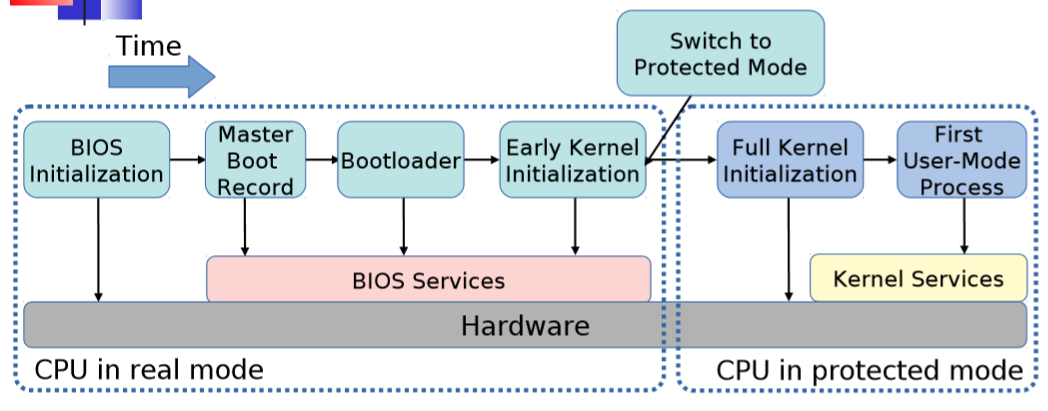 Time
Switch to
Protected Mode
BIOS
Initialization
Master
Boot
Record
Bootloader
Early Kernel
Initialization
Full Kernel
Initialization
First
User-Mode
Process
BIOS Services
Kernel Services
Hardware
CPU in real mode
CPU in protected mode